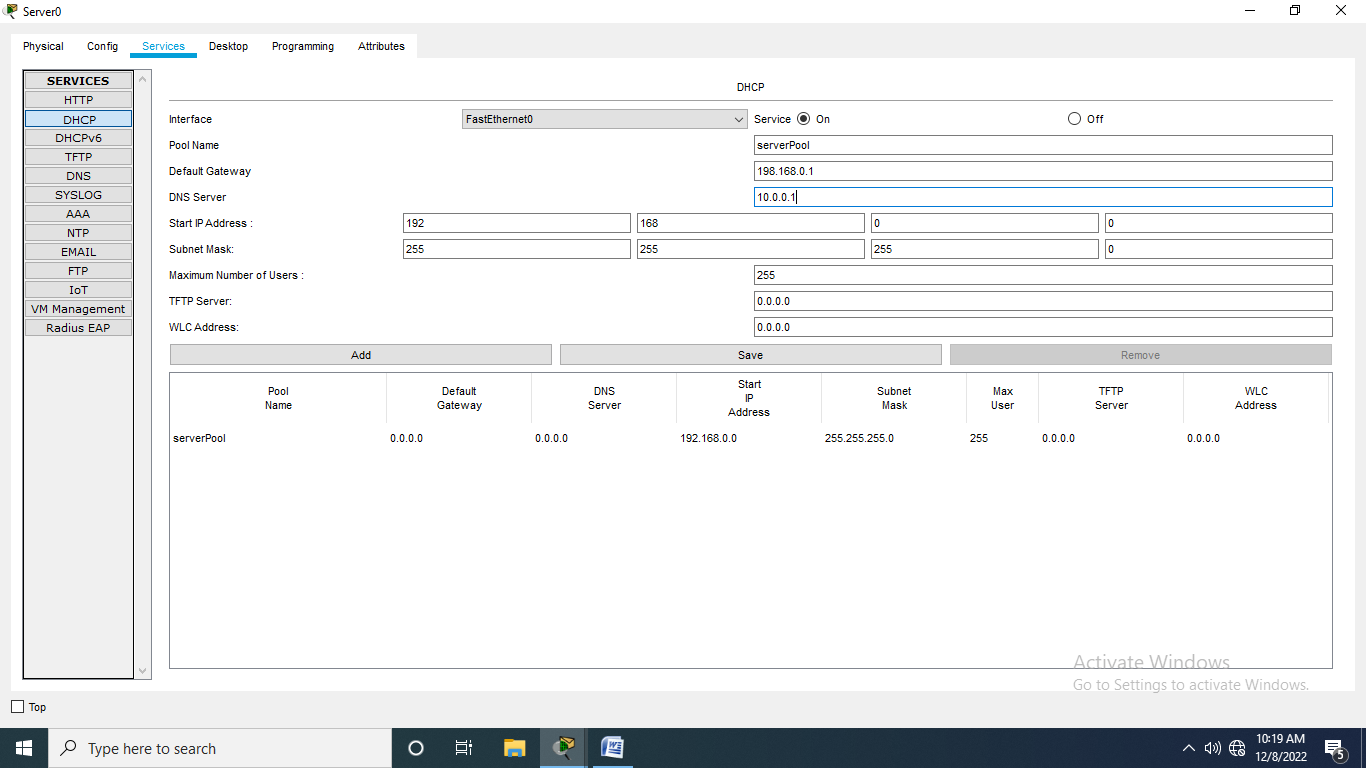 Server0
Physical Config Services Desktop Programming Attributes
SERVICES
HTTP
DHCP
DHCPv6
TFTP
DNS
SYSLOG
AAA
NTP
EMAIL
FTP
IoT
VM Management
Radius EAP
DHCP
Interface FastEthernet0 Service On Off
Pool Name serverPool
Default Gateway 198.168.0.1
DNS Server 10.0.0.1
Start IP Address : 192 168 0 0
Subnet Mask: 255 255 255 0
Maximum Number of Users : 255
TFTP Server: 0.0.0.0
WLC Address: 0.0.0.0
Add Save Remove
Pool Name Default Gateway DNS Server Start IP Address Subnet Mask Max User TFTP Server WLC Address
serverPool 0.0.0.0 0.0.0.0 192.168.0.0 255.255.255.0 255 0.0.0.0 0.0.0.0
Activate Windows
Go to Settings to activate Windows.
Top
Type here to search
10:19 AM
12/8/2022
5